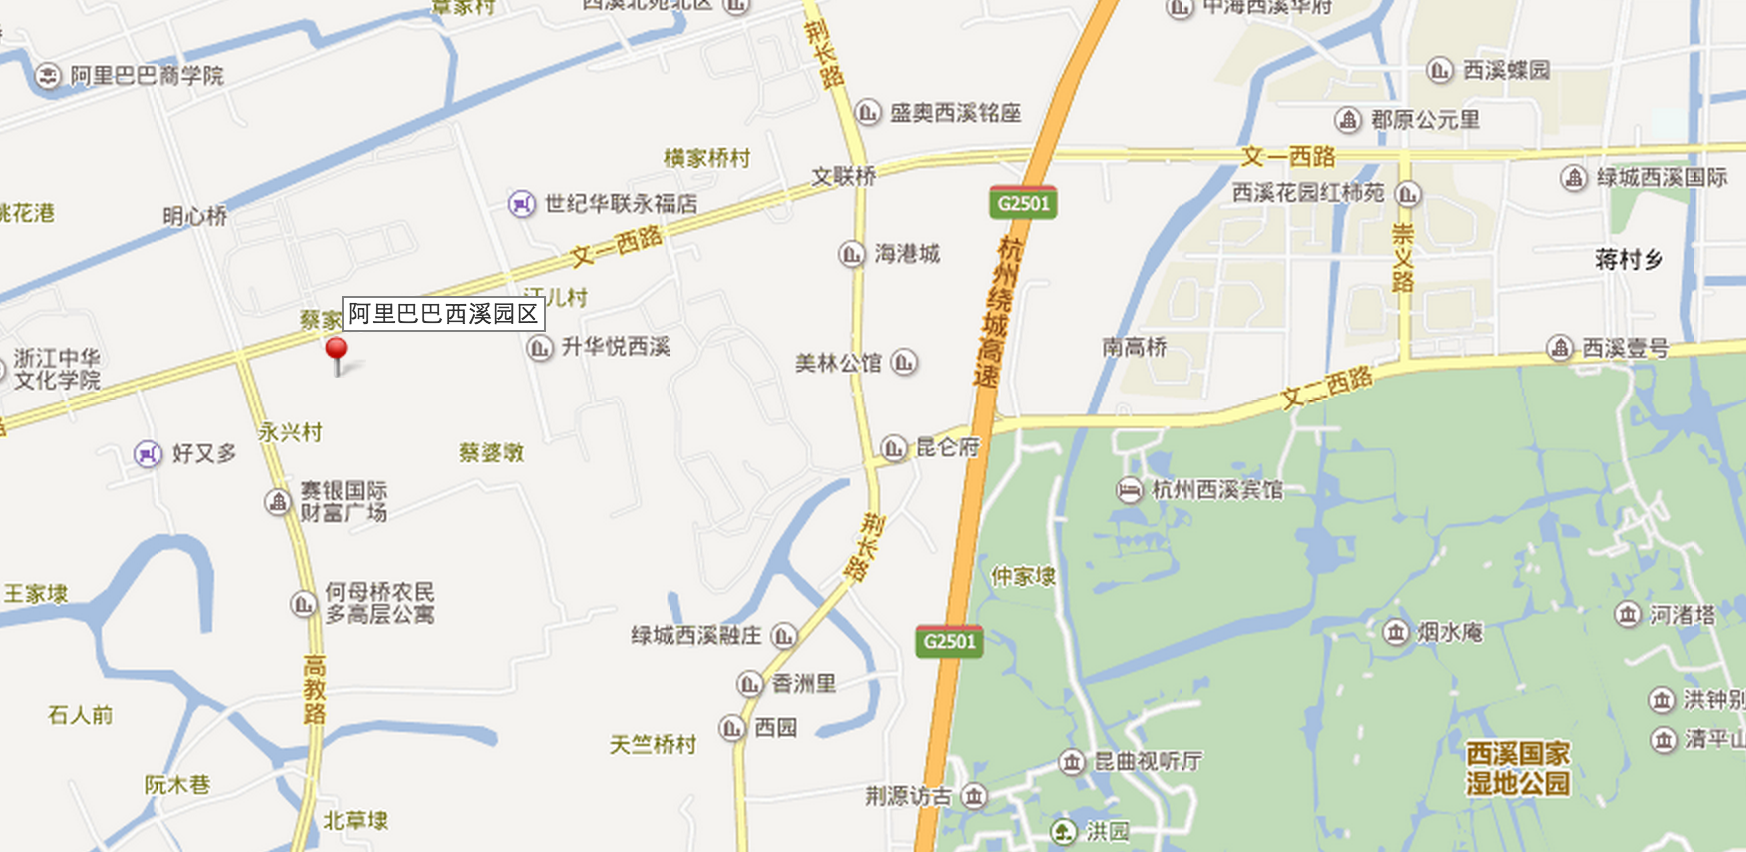 章家村
西溪北苑北区
中海西溪华府
荆长路
阿里巴巴商学院
西溪蝶园
盛奥西溪铭座
郡原公元里
横家桥村
文一西路
文联桥
绿城西溪国际
西溪花园红柿苑
世纪华联永福店
G2501
桃花港
明心桥
文一西路
海港城
杭州绕城高速
崇义路
蒋村乡
阿里巴巴西溪园区
升华悦西溪
美林公馆
南高桥
西溪壹号
浙江中华
文化学院
文二西路
永兴村
好又多
蔡婆墩
昆仑府
赛银国际
财富广场
杭州西溪宾馆
荆长路
王家埭
何母桥农民
多高层公寓
仲家埭
绿城西溪融庄
G2501
烟水庵
河渚塔
高教路
香洲里
洪钟别
石人前
西园
天竺桥村
清平山
昆曲视听厅
西溪国家
湿地公园
阮木巷
荆源访古
北草埭
洪园